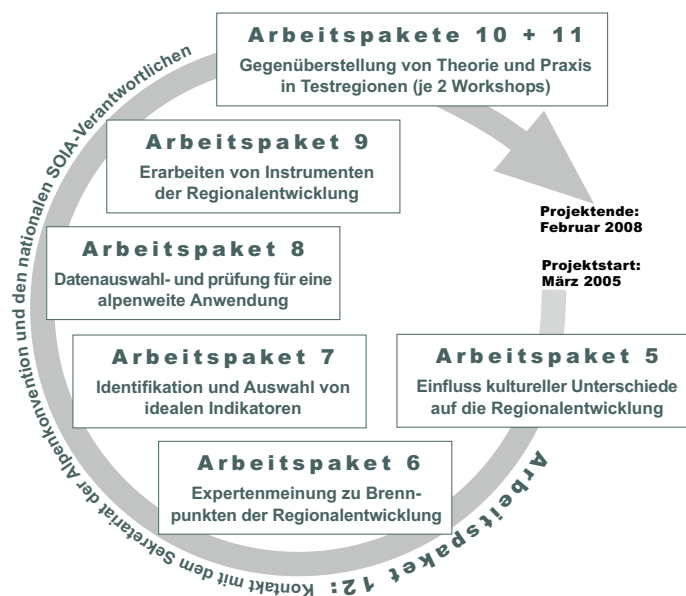 Arbeitspakete 10 + 11
Gegenüberstellung von Theorie und Praxis
in Testregionen (je 2 Workshops)
Arbeitspaket 9
Erarbeiten von Instrumenten
der Regionalentwicklung
Projektende:
Februar 2008
Arbeitspaket 8
Datenauswahl- und prüfung für eine
alpenweite Anwendung
Projektstart:
März 2005
Arbeitspaket 7
Identifikation und Auswahl von
idealen Indikatoren
Arbeitspaket 5
Einfluss kultureller Unterschiede
auf die Regionalentwicklung
Arbeitspaket 6
Expertenmeinung zu Brenn-
punkten der Regionalentwicklung
Arbeitspaket 12: Kontakt mit dem Sekretariat der Alpenkonvention und den nationalen SOIA-Verantwortlichen